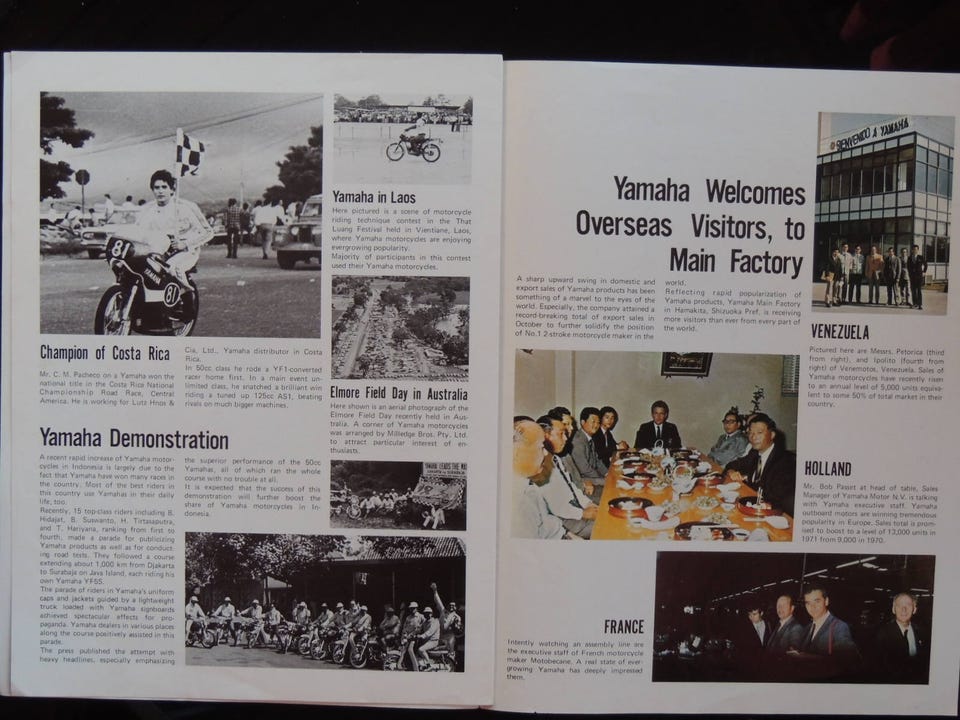 81
YAMAHA
81
Champion of Costa Rica
Mr. C. M. Pacheco on a Yamaha won the
national title in the Costa Rica National
Championship Road Race, Central
America. He is working for Lutz Hnos &
Cia, Ltd., Yamaha distributor in Costa
Rica.
In 50cc class he rode a YF1-converted
racer home first. In a main event un-
limited class, he snatched a brilliant win
riding a tuned up 125cc AS1, beating
rivals on much bigger machines.
Yamaha in Laos
Here pictured is a scene of motorcycle
riding technique contest in the That
Luang Festival held in Vientiane, Laos,
where Yamaha motorcycles are enjoying
evergrowing popularity.
Majority of participants in this contest
used their Yamaha motorcycles.
Elmore Field Day in Australia
Here shown is an aerial photograph of the
Elmore Field Day recently held in Aus-
tralia. A corner of Yamaha motorcycles
was arranged by Milledge Bros. Pty. Ltd.
to attract particular interest of en-
thusists.
Yamaha Demonstration
A recent rapid increase of Yamaha motor-
cycles in Indonesia is largely due to the
fact that Yamaha have won many races in
the country. Most of the best riders in
this country use Yamahas in their daily
life, too.
Recently, 15 top-class riders including B.
Hidajat, B. Suswanto, H. Tirtasaputra,
and T. Hariyana, ranking from first to
fourth, made a parade for publicizing
Yamaha products as well as for conduct-
ing road tests. They followed a course
extending about 1,000 km from Djakarta
to Surabaja on Java Island, each riding his
own Yamaha YF5S.
The parade of riders in Yamaha's uniform
caps and jackets guided by a lightweight
truck loaded with Yamaha signboards
achieved spectacular effects for pro-
paganda. Yamaha dealers in various places
along the course positively assisted in this
parade.
The press published the attempt with
heavy headlines, especially emphasizing
the superior performance of the 50cc
Yamahas, all of which ran the whole
course with no trouble at all.
It is expected that the success of this
demonstration will further boost the
share of Yamaha motorcycles in In-
donesia.
YAMAHA LEADS THE
Yamaha Welcomes
Overseas Visitors, to
Main Factory
A sharp upward swing in domestic and
export sales of Yamaha products has been
something of a marvel to the eyes of the
world. Especially, the company attained a
record-breaking total of export sales in
October to further solidify the position
of No.1 2-stroke motorcycle maker in the
world.
Reflecting rapid popularization of
Yamaha products, Yamaha Main Factory
in Hamakita, Shizuoka Pref. is receiving
more visitors than ever from every part of
the world.
BIENVENIDO A YAMAHA
VENEZUELA
Pictured here are Messrs. Petorica (third
from right), and Ipolito (fourth from
right) of Venemotos, Venezuela. Sales of
Yamaha motorcycles have recently risen
to an annual level of 5,000 units equiva-
lent to some 50% of total market in their
country.
HOLLAND
Mr. Bob Passet at head of table, Sales
Manager of Yamaha Motor N.V. is talking
with Yamaha executive staff. Yamaha
outboard motors are winning tremendous
popularity in Europe. Sales total is prom-
ised to boost to a level of 13,000 units in
1971 from 9,000 in 1970.
FRANCE
Intently watching an assembly line are
the executive staff of French motorcycle
maker Motobecane. A real state of ever-
growing Yamaha has deeply impressed
them.